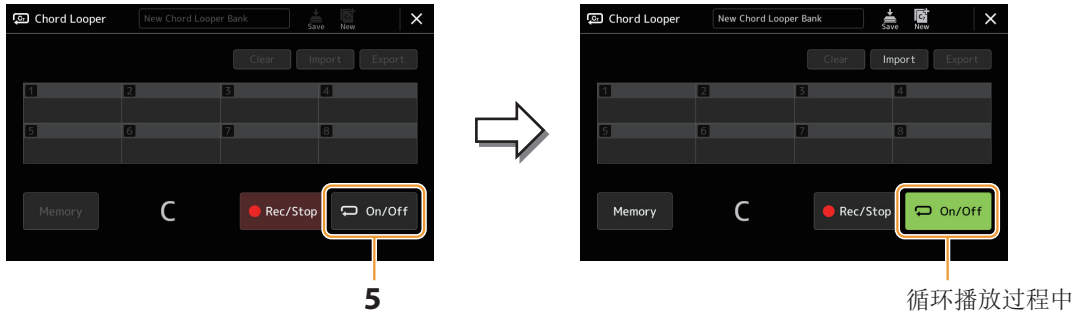 Chord Looper New Chord Looper Bank Save New
Clear Import Export
1 2 3 4
5 6 7 8
Memory C Rec/Stop On/Off
5
Chord Looper New Chord Looper Bank Save New
Clear Import Export
1 2 3 4
5 6 7 8
Memory C Rec/Stop On/Off
循环播放过程中